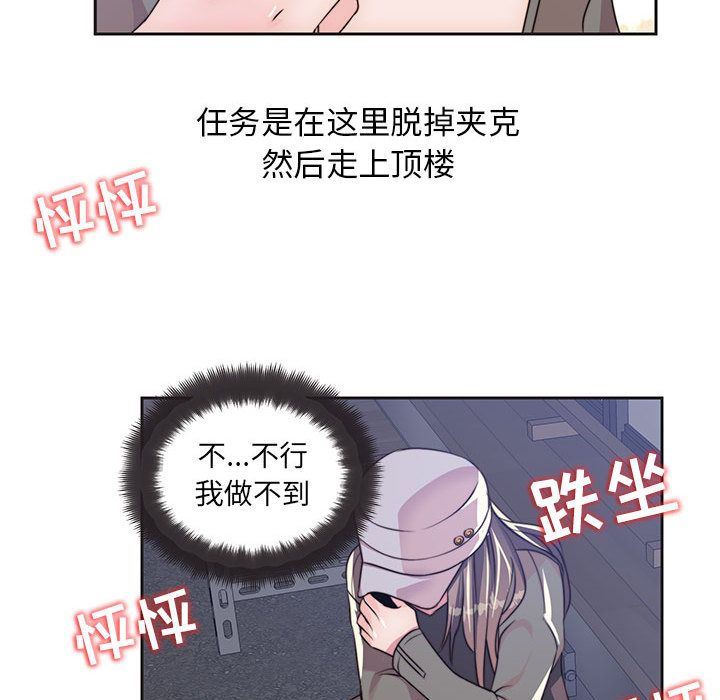 任务是在这里脱掉夹克
然后走上顶楼
怦怦
不...不行
我做不到
跌坐
怦怦